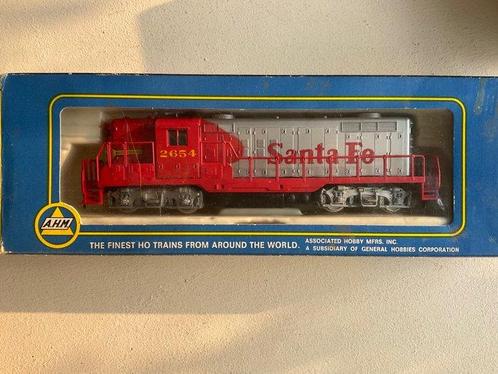 2654
Santa Fe
AHM
THE FINEST HO TRAINS FROM AROUND THE WORLD.
ASSOCIATED HOBBY MFRS. INC.
A SUBSIDIARY OF GENERAL HOBBIES CORPORATION